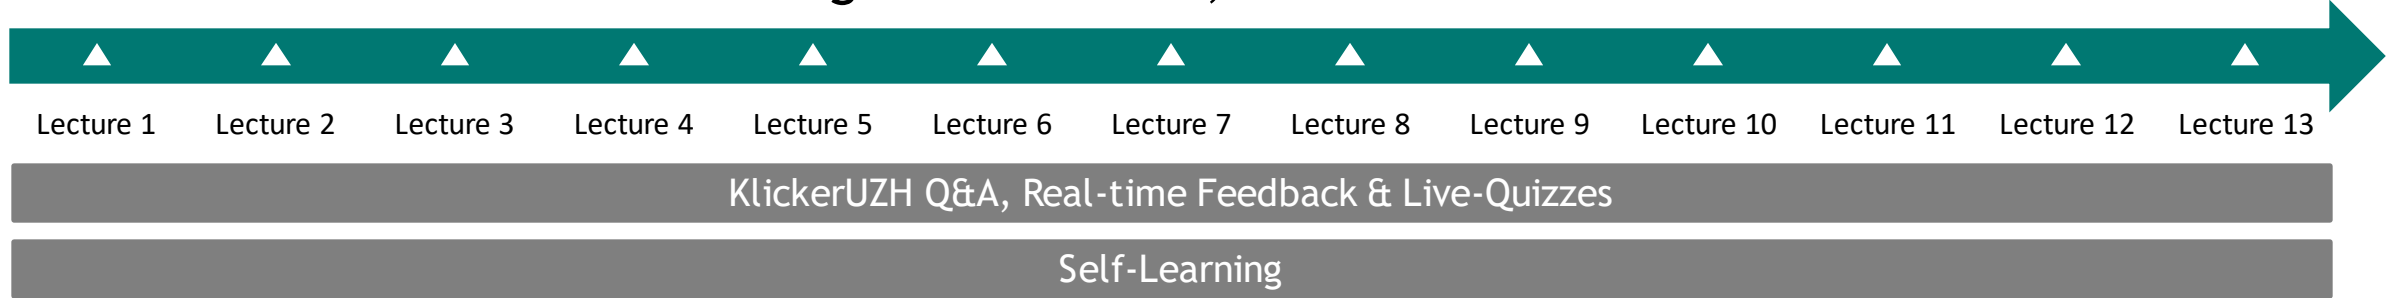 Lecture 1 Lecture 2 Lecture 3 Lecture 4 Lecture 5 Lecture 6 Lecture 7 Lecture 8 Lecture 9 Lecture 10 Lecture 11 Lecture 12 Lecture 13
KlickerUZH Q&A, Real-time Feedback & Live-Quizzes
Self-Learning